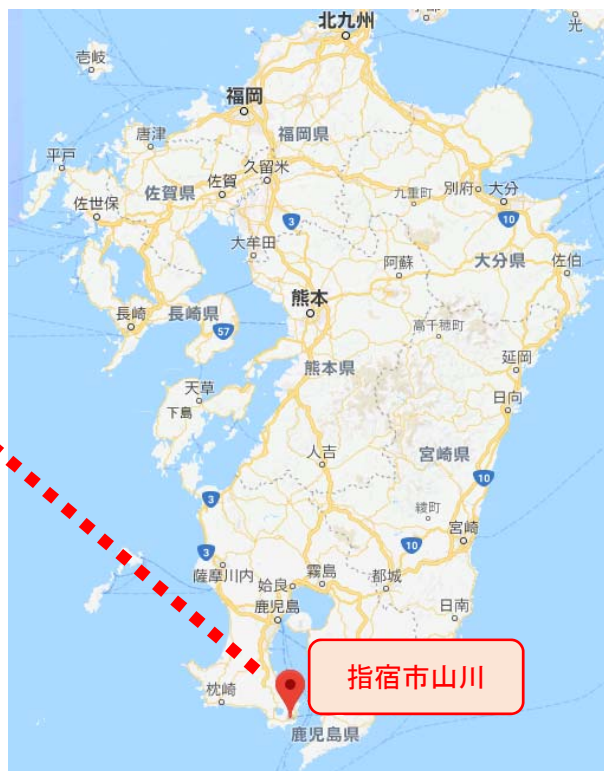 北九州
光
壱岐
福岡
福岡県
唐津
平戸
久留米
佐賀県
佐賀
九重町
別府
大分
佐世保
3
10
大牟田
阿蘇
大分県
佐伯
熊本
長崎
長崎県
57
高千穂町
熊本県
延岡
天草
下島
日向
人吉
宮崎県
3
10
綾町
3
10
宮崎
薩摩川内
姶良
霧島
都城
鹿児島
日南
指宿市山川
枕崎
鹿児島県